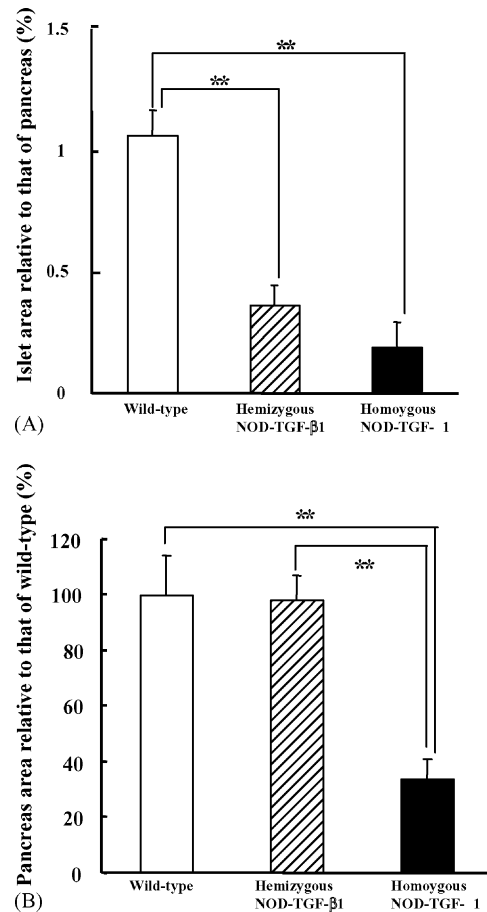 Islet area relative to that of pancreas (%)
1.5
1
0.5
0
**
**
Wild-type
Hemizygous
NOD-TGF-β1
Homoygous
NOD-TGF- 1
(A)
Pancreas area relative to that of wild-type (%)
120
100
80
60
40
20
0
**
**
Wild-type
Hemizygous
NOD-TGF-β1
Homoygous
NOD-TGF- 1
(B)